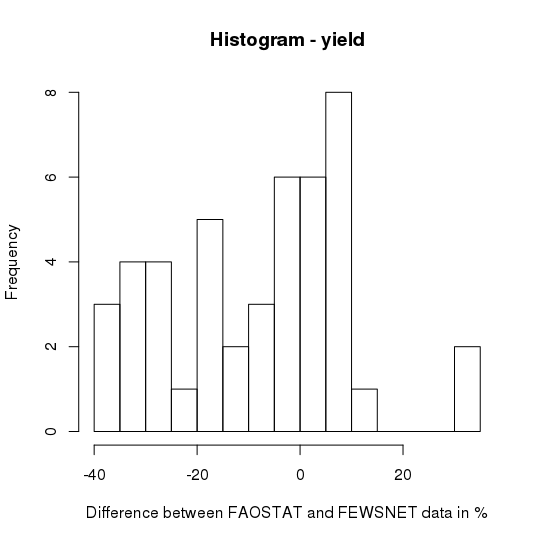 Histogram - yield
Frequency
8
6
4
2
0
-40 -20 0 20
Difference between FAOSTAT and FEWSNET data in %